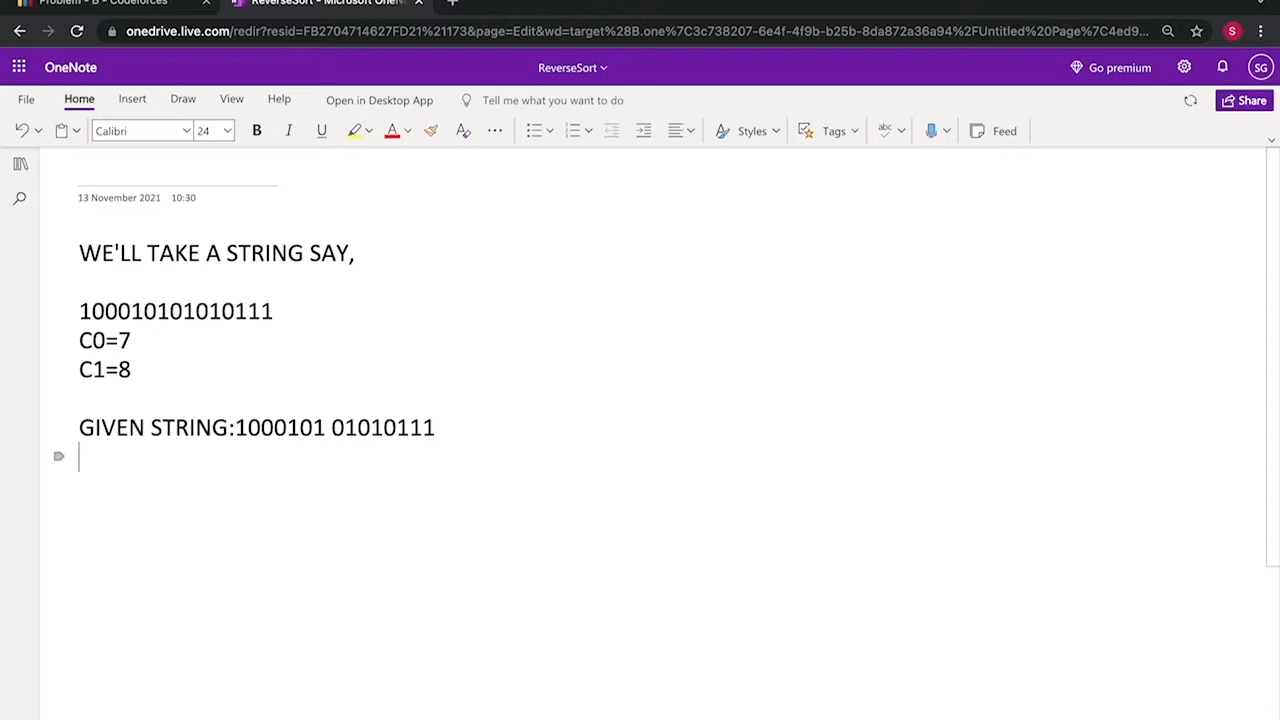 Problem - B - Codeforces
ReverseSort - Microsoft OneNot
onedrive.live.com/redir?resid=FB2704714627FD21%21173&page=Edit&wd=target%28B.one%7C3c738207-6e4f-4f9b-b25b-8da872a36a94%2FUntitled%20Page%7C4ed9...
S
OneNote
ReverseSort
Go premium
SG
File Home Insert Draw View Help Open in Desktop App Tell me what you want to do
Share
Calibri 24 B I U A A Styles Tags abc Feed
13 November 2021 10:30
WE'LL TAKE A STRING SAY,
100010101010111
C0=7
C1=8
GIVEN STRING:1000101 01010111